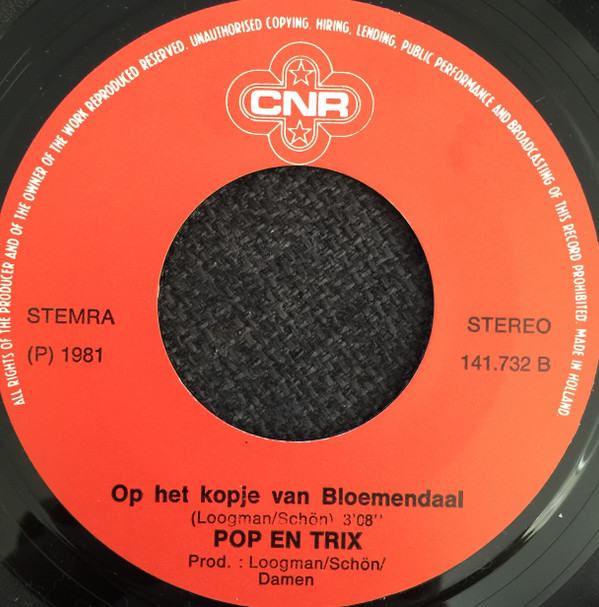 ALL RIGHTS OF THE PRODUCER AND OF THE OWNER OF THE WORK REPRODUCED RESERVED. UNAUTHORISED COPYING, HIRING, LENDING, PUBLIC PERFORMANCE AND BROADCASTING OF THIS RECORD PROHIBITED. MADE IN HOLLAND.
CNR
STEMRA
(P) 1981
STEREO
141.732 B
Op het kopje van Bloemendaal
(Loogman/Schön) 3'08''
POP EN TRIX
Prod. : Loogman/Schön/
Damen